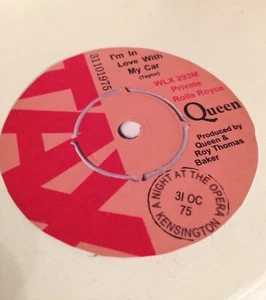 31101975
I'm In
Love With
My Car
(Taylor)
WLX 293M
Private
Rolls Royce
Queen
Produced by
Queen &
Roy Thomas
Baker
A NIGHT AT THE OPERA
31 OC
75
KENSINGTON